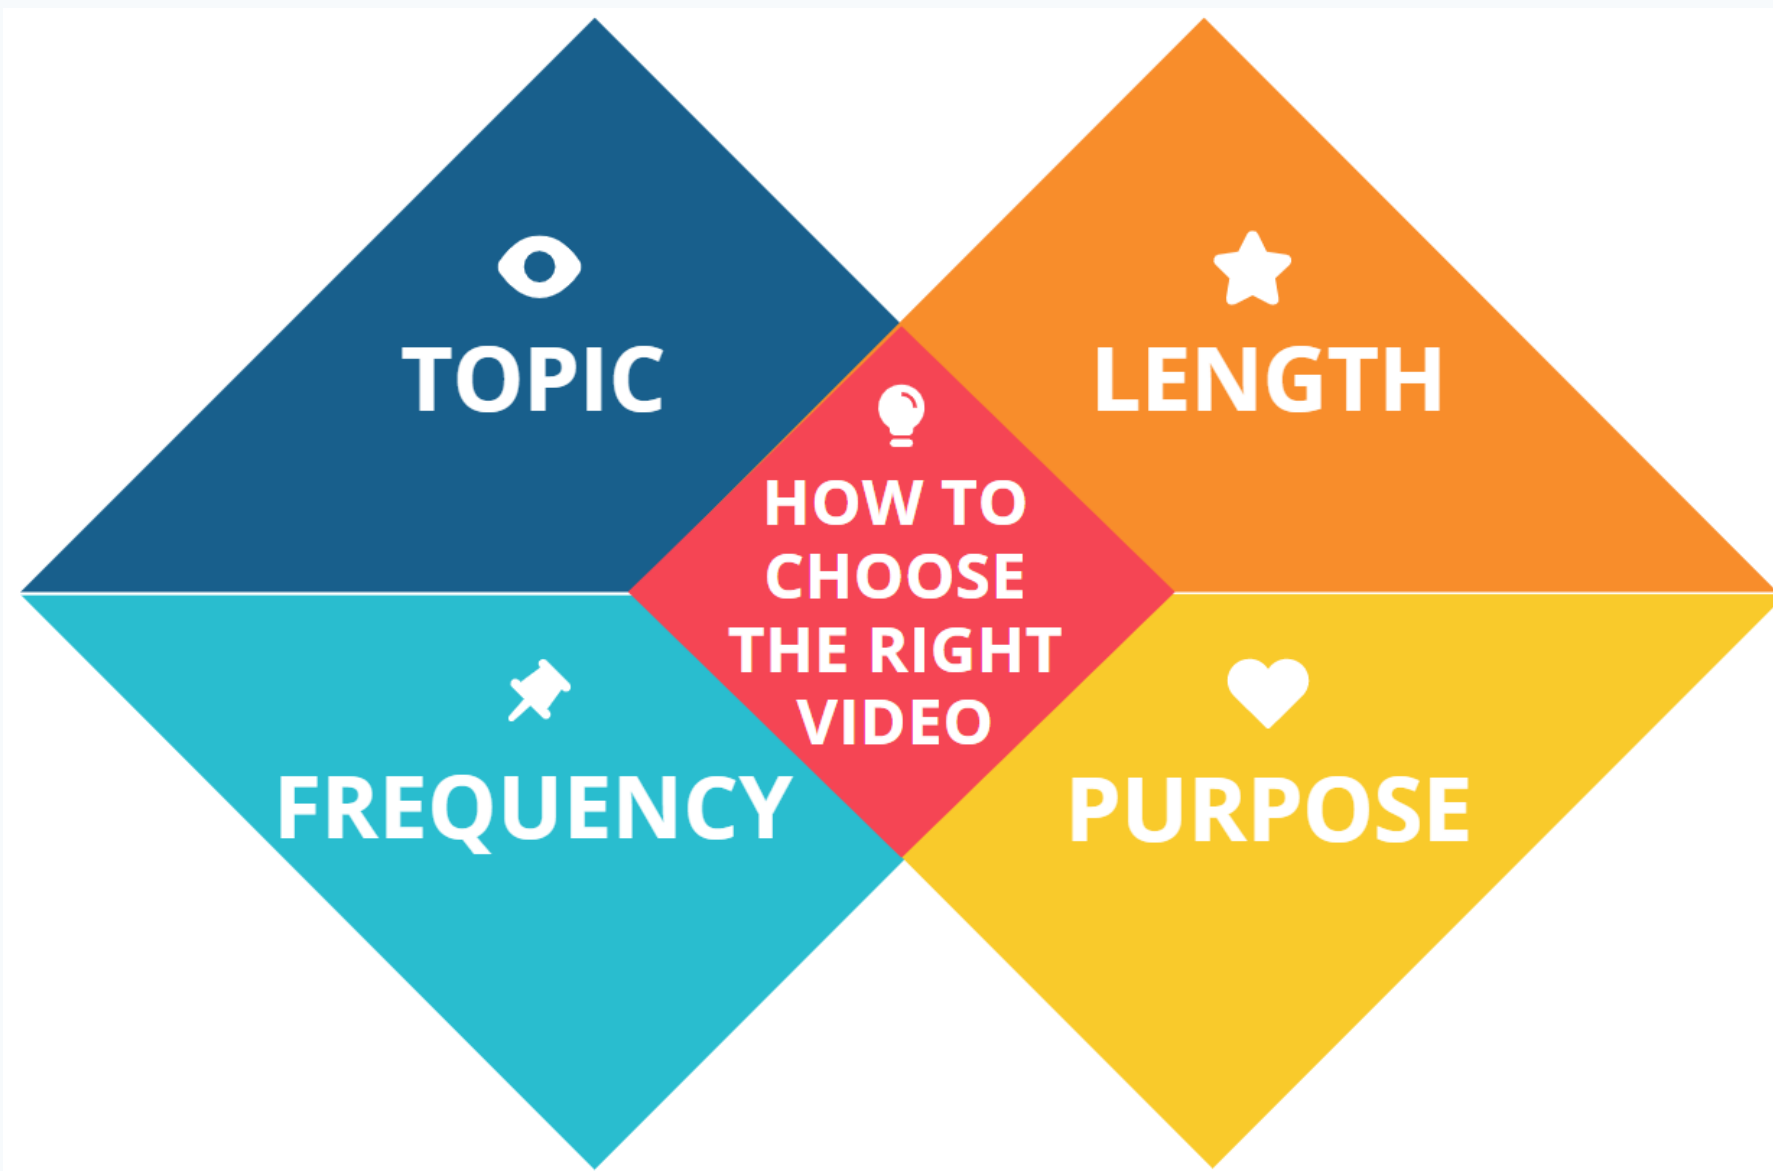 TOPIC
LENGTH
HOW TO
CHOOSE
THE RIGHT
VIDEO
FREQUENCY
PURPOSE